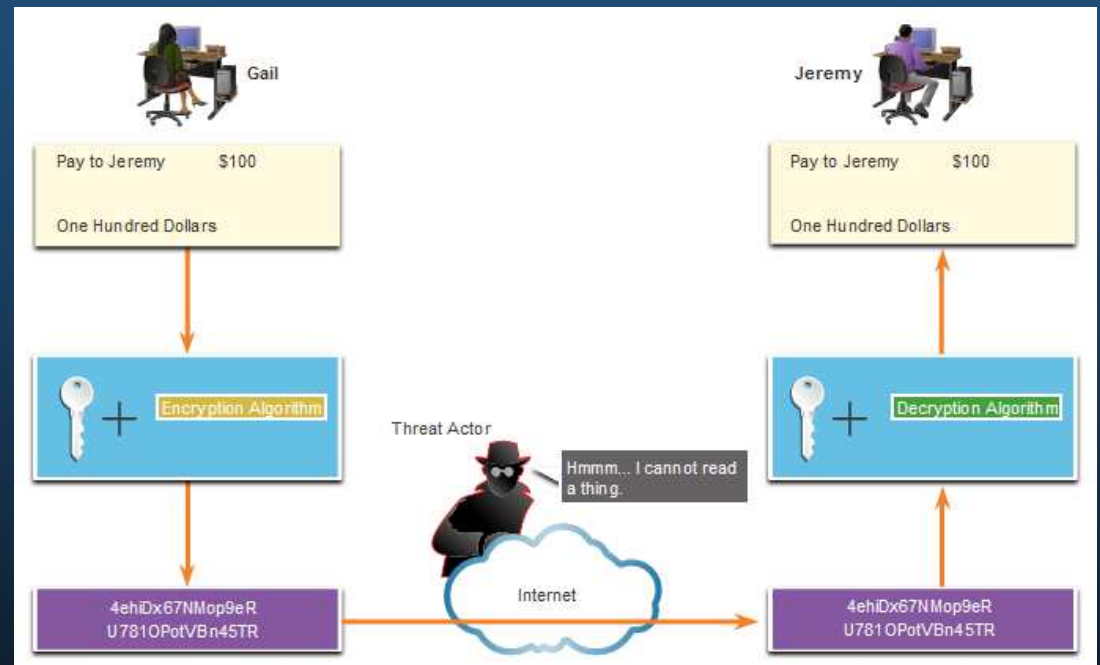 Gail
Jeremy
Pay to Jeremy $100
One Hundred Dollars
Pay to Jeremy $100
One Hundred Dollars
Encryption Algorithm
Decryption Algorithm
Threat Actor
Hmmm... I cannot read
a thing.
Internet
4ehiDx67NMop9eR
U781OPotVBn45TR
4ehiDx67NMop9eR
U781OPotVBn45TR